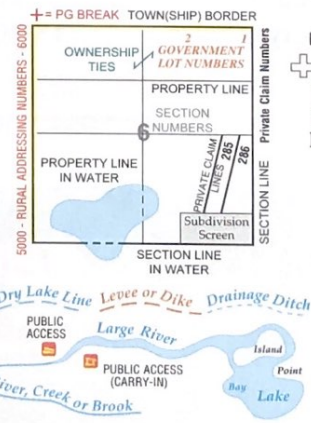 += PG BREAK TOWN(SHIP) BORDER
5000 - RURAL ADDRESSING NUMBERS - 6000
OWNERSHIP
TIES
2 1
GOVERNMENT
LOT NUMBERS
Private Claim Numbers
PROPERTY LINE
SECTION
NUMBERS
6
PROPERTY LINE
IN WATER
PRIVATE CLAIM
LINES
285
286
SECTION LINE
Subdivision
Screen
SECTION LINE
IN WATER
Dry Lake Line Levee or Dike Drainage Ditch
PUBLIC
ACCESS
Large River
Island
PUBLIC ACCESS
(CARRY-IN)
Point
Bay Lake
River, Creek or Brook